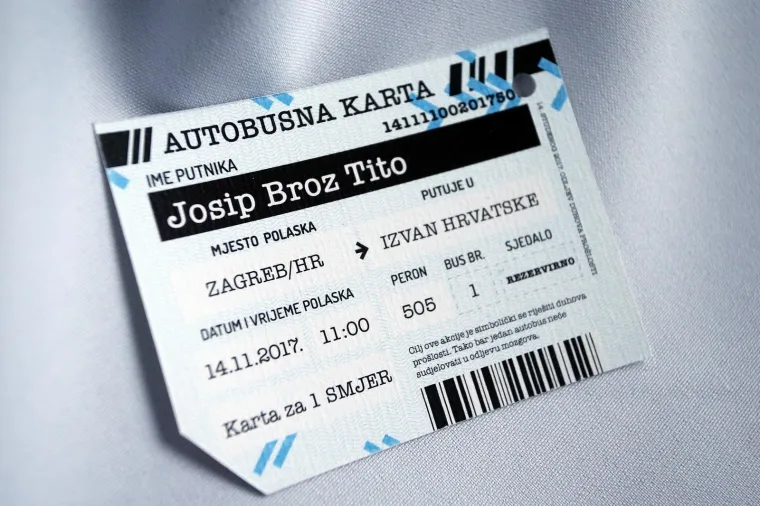 AUTOBUSNA KARTA
14111100201750
IME PUTNIKA
Josip Broz Tito
MJESTO POLASKA
PUTUJE U
ZAGREB/HR
IZVAN HRVATSKE
DATUM I VRIJEME POLASKA
PERON
BUS BR.
SJEDALO
14.11.2017.
11:00
505
1
REZERVIRNO
Karta za 1 SMJER
Cilj ove akcije je simbolički se riješiti duhova
prošlosti. Tako bar jedan autobus neće
sudjelovati u odljevu mozgova.